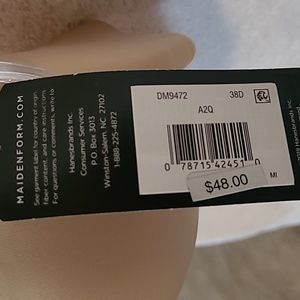 MAIDENFORM.COM
See garment label for country of origin,
fiber content, and care instructions.
For questions or comments, write to
Hanesbrands Inc
Consumer Services
P.O. Box 3013
Winston-Salem, NC 27102
1-888-225-4872
DM9472 38D
A2Q
0 78715 42451 0
$48.00
MI